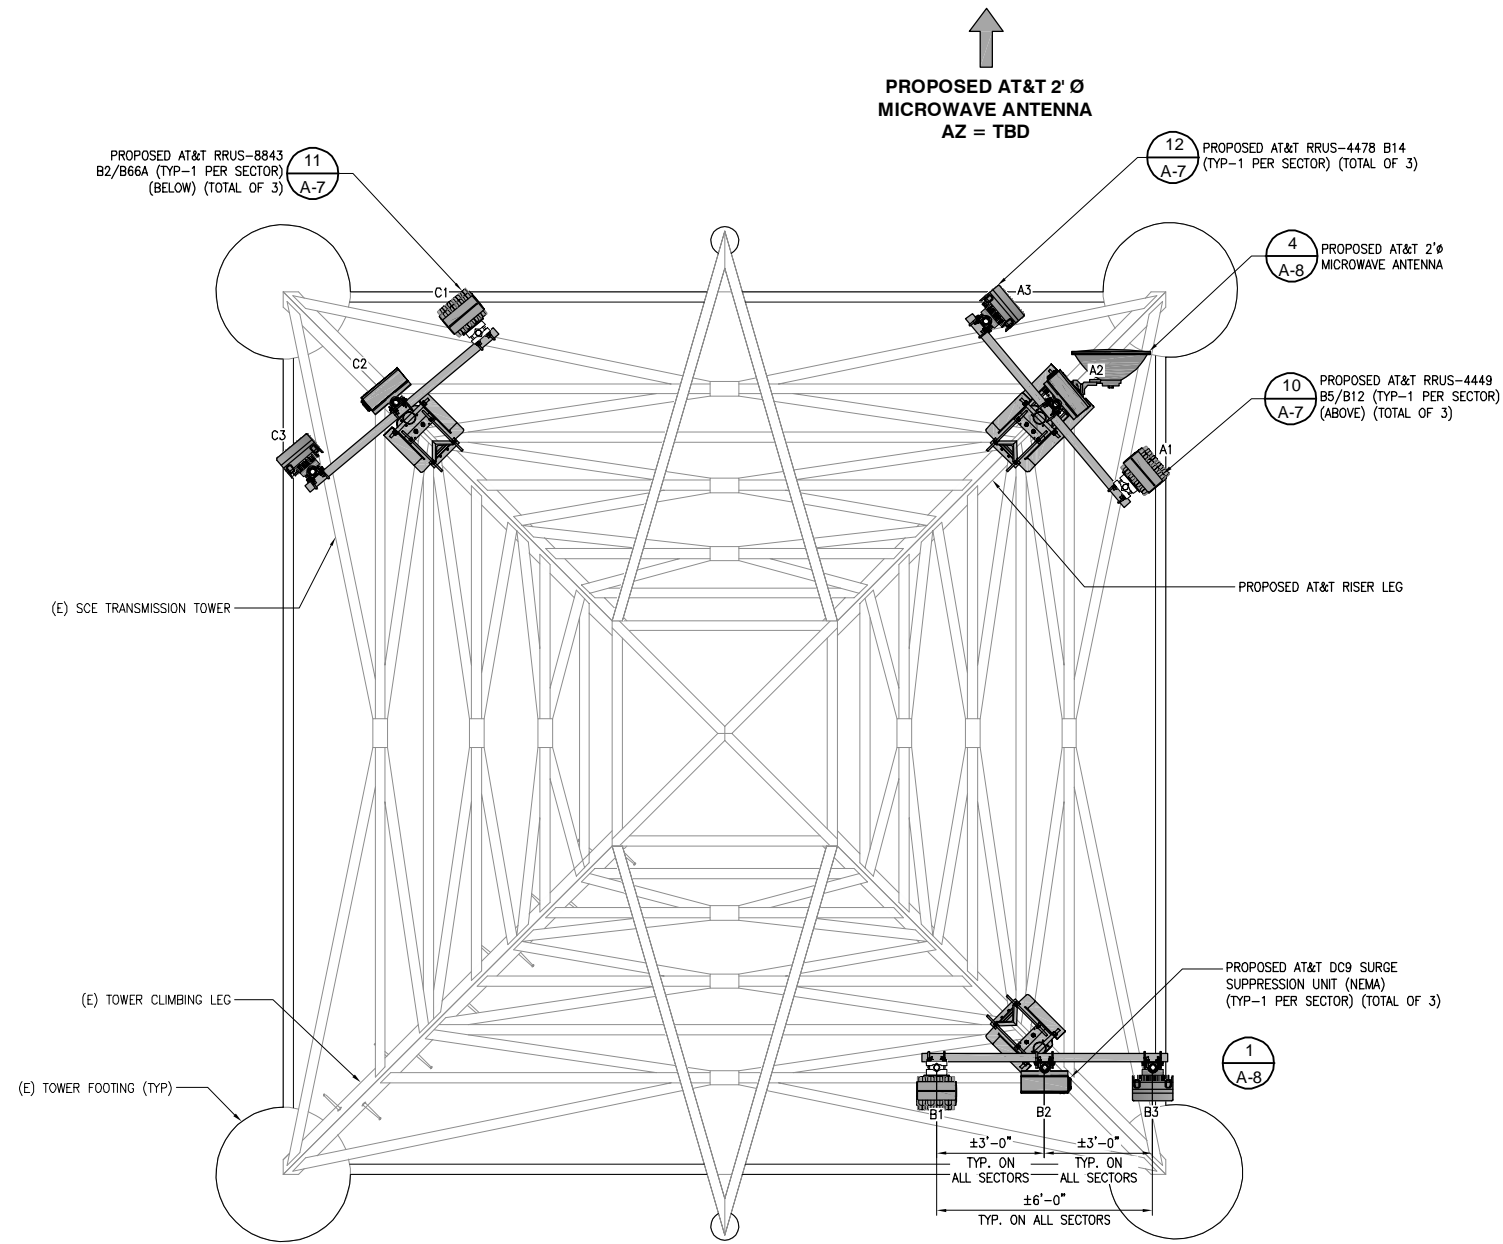 PROPOSED AT&T 2' Ø
MICROWAVE ANTENNA
AZ = TBD
PROPOSED AT&T RRUS-8843
B2/B66A (TYP-1 PER SECTOR)
(BELOW) (TOTAL OF 3)
11
A-7
12
A-7
PROPOSED AT&T RRUS-4478 B14
(TYP-1 PER SECTOR) (TOTAL OF 3)
4
A-8
PROPOSED AT&T 2'ø
MICROWAVE ANTENNA
C1
A3
C2
A2
10
A-7
PROPOSED AT&T RRUS-4449
B5/B12 (TYP-1 PER SECTOR)
(ABOVE) (TOTAL OF 3)
C3
A1
PROPOSED AT&T RISER LEG
(E) SCE TRANSMISSION TOWER
PROPOSED AT&T DC9 SURGE
SUPPRESSION UNIT (NEMA)
(TYP-1 PER SECTOR) (TOTAL OF 3)
(E) TOWER CLIMBING LEG
1
A-8
(E) TOWER FOOTING (TYP)
B1
B2
B3
±3'-0"
±3'-0"
TYP. ON
ALL SECTORS
TYP. ON
ALL SECTORS
±6'-0"
TYP. ON ALL SECTORS